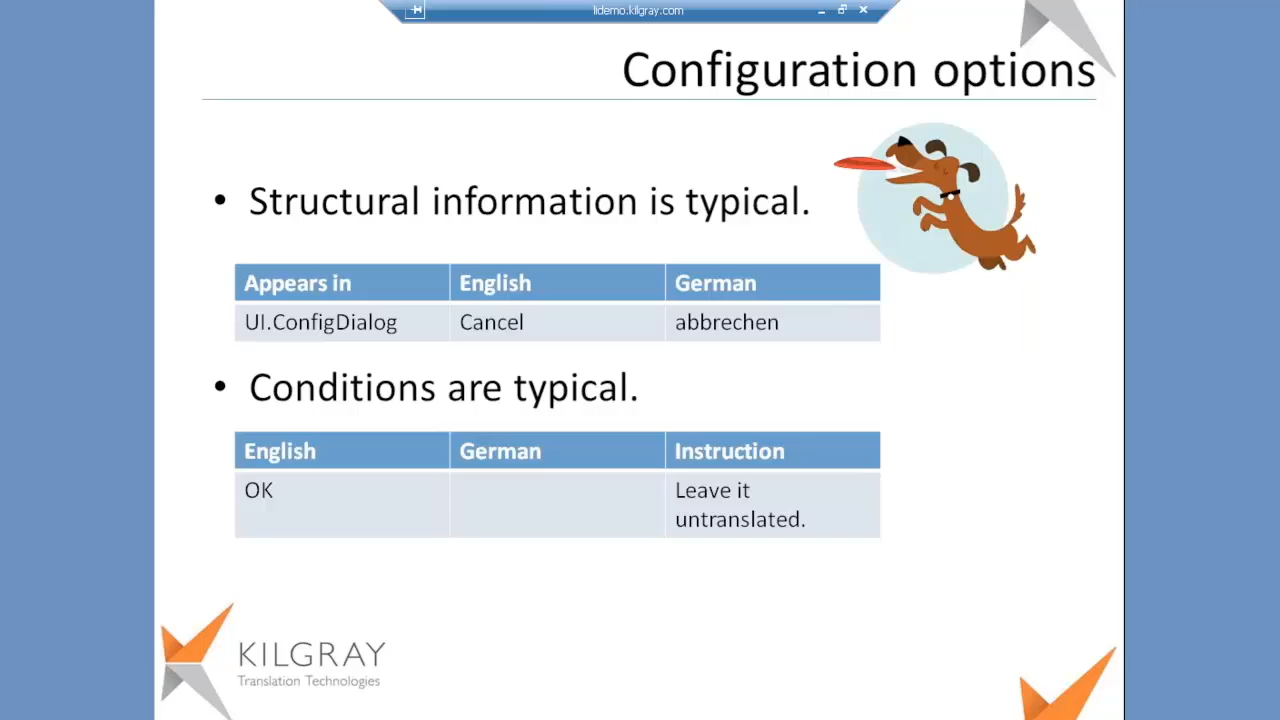 lidemo.kilgray.com
Configuration options
• Structural information is typical.
Appears in English German
UI.ConfigDialog Cancel abbrechen
• Conditions are typical.
English German Instruction
OK Leave it
untranslated.
KILGRAY
Translation Technologies